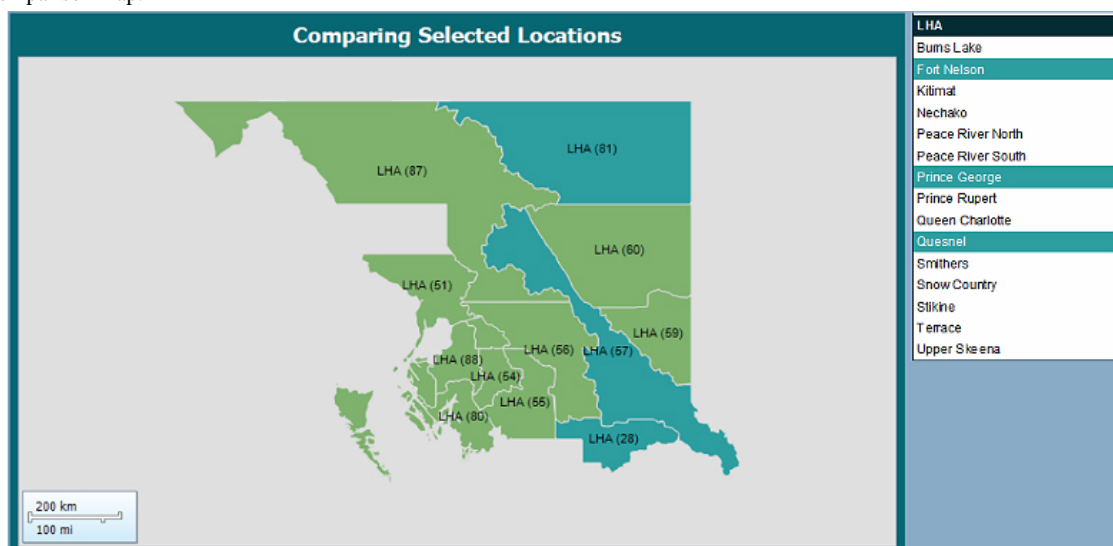 Comparing Selected Locations
LHA (81)
LHA (87)
LHA (60)
LHA (51)
LHA (59)
LHA (56)
LHA (57)
LHA (88)
LHA (54)
LHA (55)
LHA (80)
LHA (28)
200 km
100 mi
LHA
Burns Lake
Fort Nelson
Kitimat
Nechako
Peace River North
Peace River South
Prince George
Prince Rupert
Queen Charlotte
Quesnel
Smithers
Snow Country
Stikine
Terrace
Upper Skeena